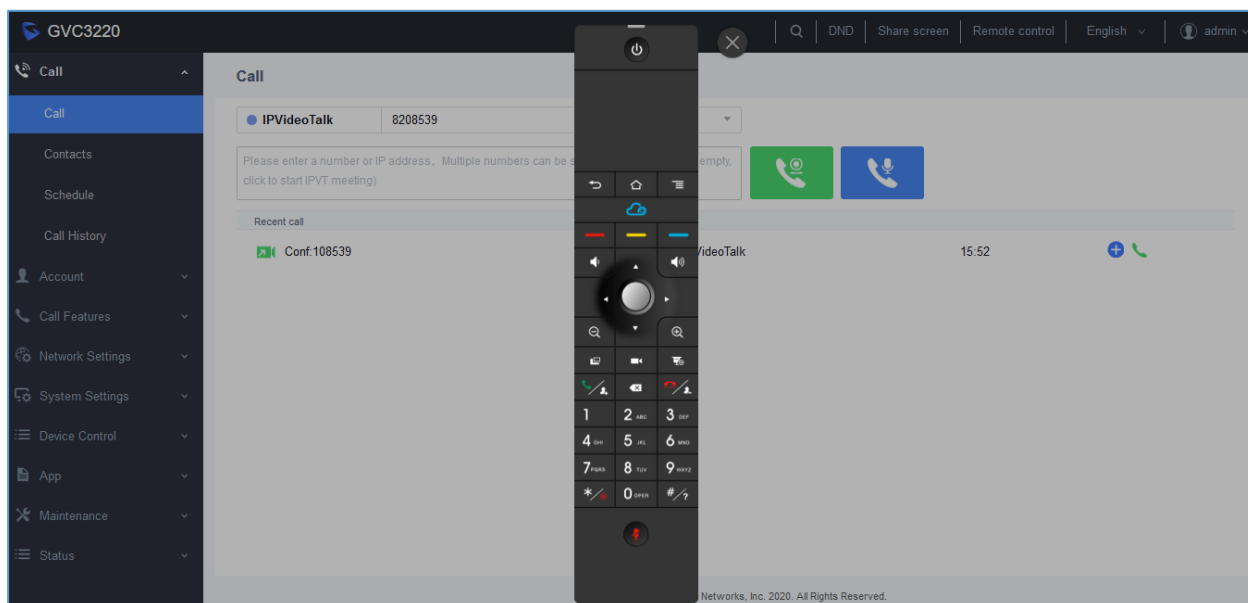 GVC3220
DND
Share screen
Remote control
English
admin
Call
Call
Contacts
Schedule
Call History
Account
Call Features
Network Settings
System Settings
Device Control
App
Maintenance
Status
Call
IPVideoTalk 8208539
Please enter a number or IP address, Multiple numbers can be s empty,
click to start IPVT meeting)
Recent call
Conf:108539 /ideoTalk 15:52
1 2 ABC 3 DEF
4 GHI 5 JKL 6 MNO
7 PQRS 8 TUV 9 WXYZ
*/ 0 OPER #/?
Networks, Inc. 2020. All Rights Reserved.